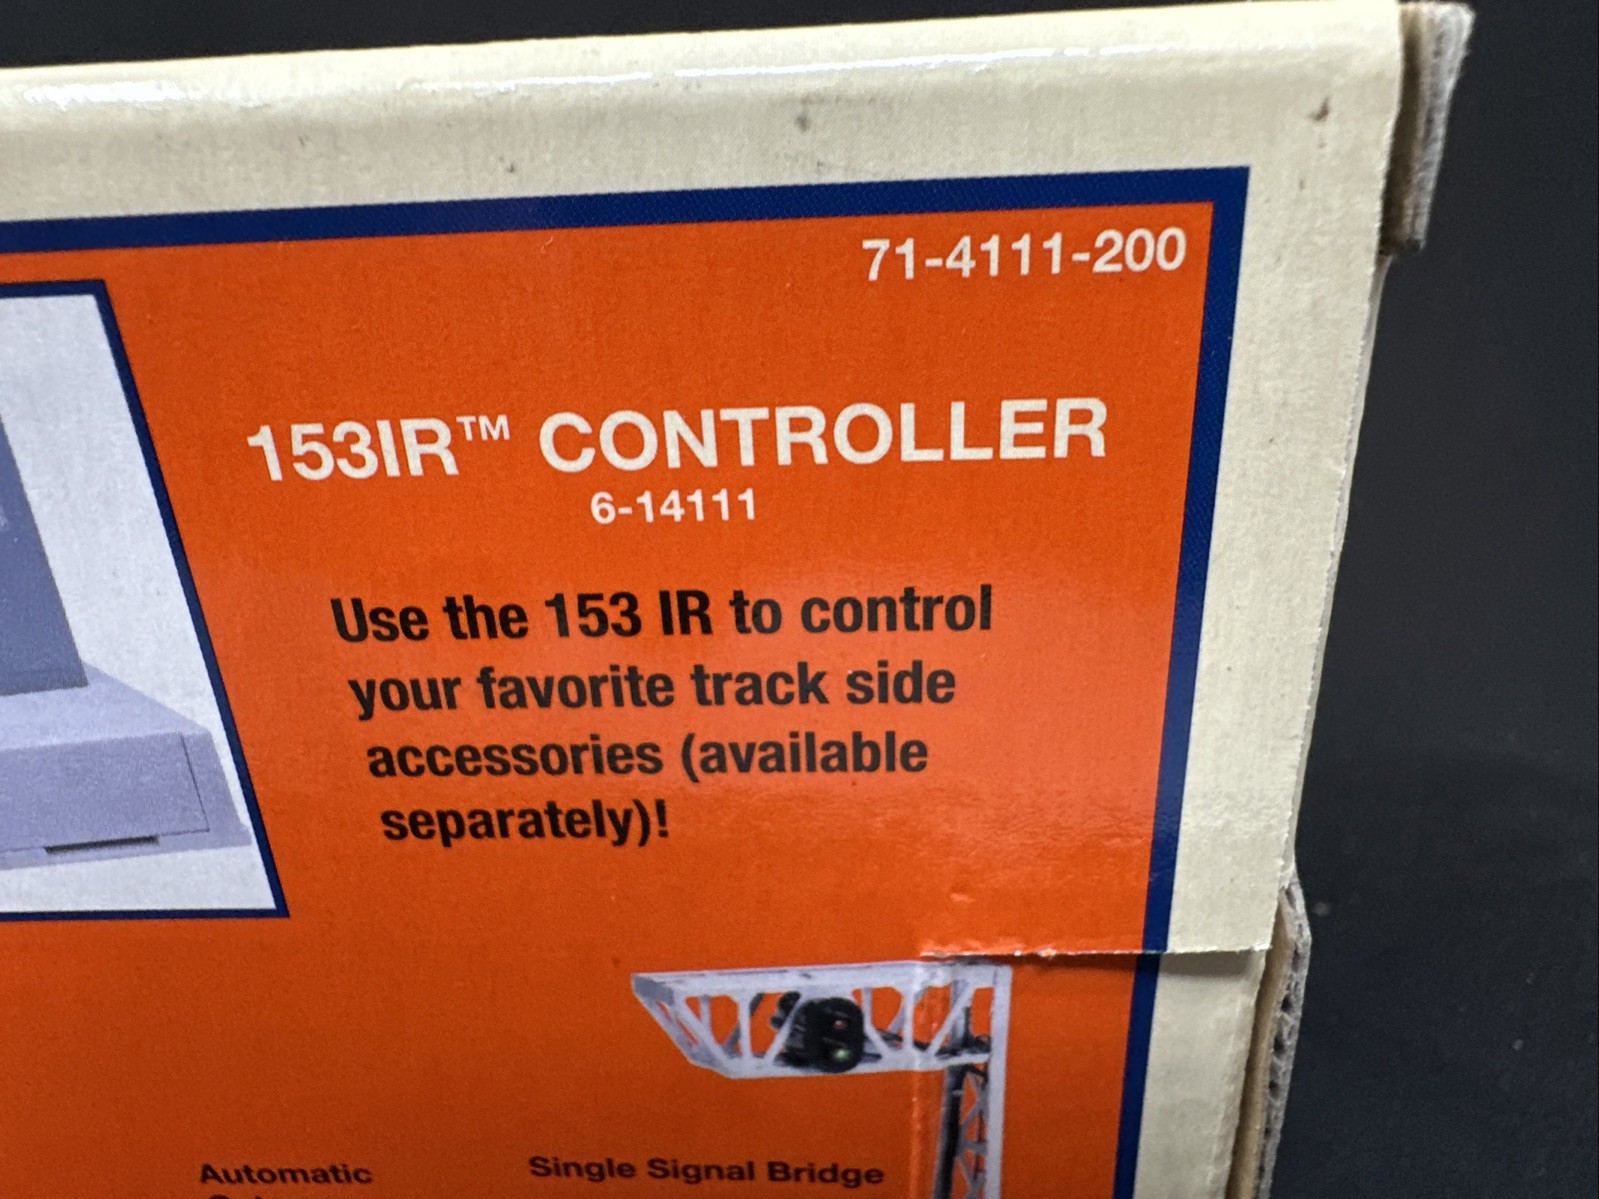 71-4111-200
153IR™ CONTROLLER
6-14111
Use the 153 IR to control
your favorite track side
accessories (available
separately)!
Automatic
Single Signal Bridge